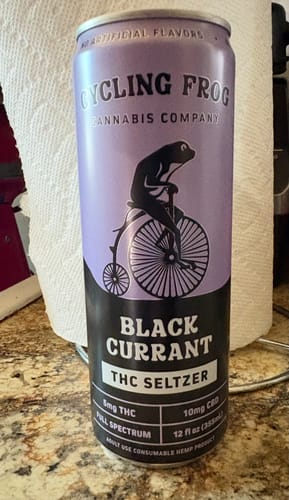 NO ARTIFICIAL FLAVORS
CYCLING FROG
CANNABIS COMPANY
BLACK
CURRANT
THC SELTZER
5mg THC 10mg CBD
FULL SPECTRUM 12 fl oz (355mL)
ADULT USE CONSUMABLE HEMP PRODUCT